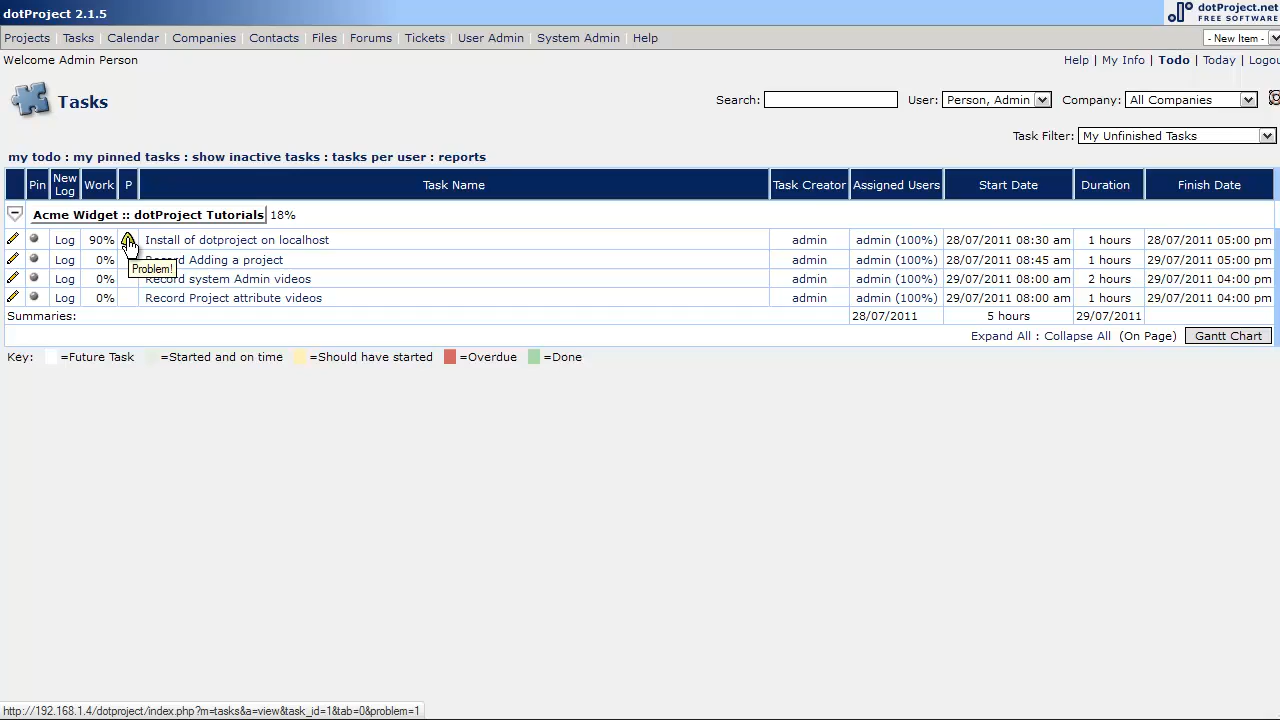 dotProject 2.1.5
dotProject.net
FREE SOFTWARE
Projects Tasks Calendar Companies Contacts Files Forums Tickets User Admin System Admin Help
- New Item -
Welcome Admin Person
Help | My Info | Todo | Today | Logou
Tasks
Search: User: Person, Admin Company: All Companies
Task Filter: My Unfinished Tasks
my todo : my pinned tasks : show inactive tasks : tasks per user : reports
Pin New Log Work P Task Name Task Creator Assigned Users Start Date Duration Finish Date
Acme Widget :: dotProject Tutorials 18%
Log 90% Install of dotproject on localhost admin admin (100%) 28/07/2011 08:30 am 1 hours 28/07/2011 05:00 pm
Log 0% Adding a project admin admin (100%) 28/07/2011 08:45 am 1 hours 29/07/2011 05:00 pm
Problem!
Log 0% Record system Admin videos admin admin (100%) 29/07/2011 08:00 am 2 hours 29/07/2011 04:00 pm
Log 0% Record Project attribute videos admin admin (100%) 29/07/2011 08:00 am 1 hours 29/07/2011 04:00 pm
Summaries: 28/07/2011 5 hours 29/07/2011
Expand All : Collapse All (On Page) Gantt Chart
Key: =Future Task =Started and on time =Should have started =Overdue =Done
http://192.168.1.4/dotproject/index.php?m=tasks&a=view&task_id=1&tab=0&problem=1